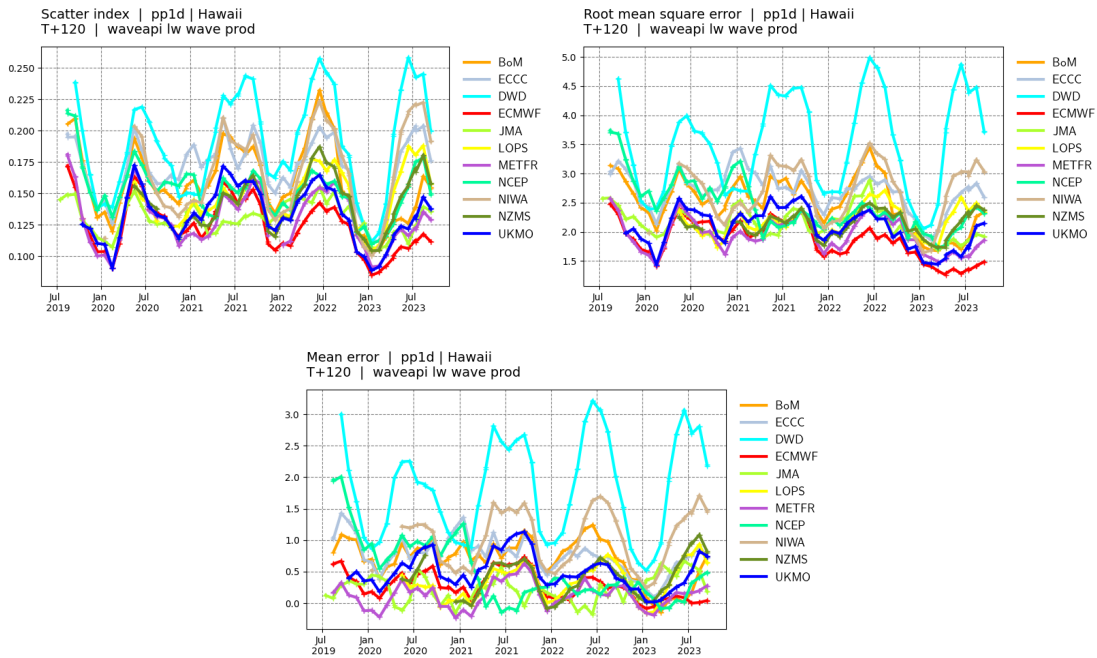 Scatter index | pp1d | Hawaii
T+120 | waveapi lw wave prod
0.250
0.225
0.200
0.175
0.150
0.125
0.100
Jul 2019
Jan 2020
Jul 2020
Jan 2021
Jul 2021
Jan 2022
Jul 2022
Jan 2023
Jul 2023
BoM
ECCC
DWD
ECMWF
JMA
LOPS
METFR
NCEP
NIWA
NZMS
UKMO
Root mean square error | pp1d | Hawaii
T+120 | waveapi lw wave prod
5.0
4.5
4.0
3.5
3.0
2.5
2.0
1.5
Jul 2019
Jan 2020
Jul 2020
Jan 2021
Jul 2021
Jan 2022
Jul 2022
Jan 2023
Jul 2023
BoM
ECCC
DWD
ECMWF
JMA
LOPS
METFR
NCEP
NIWA
NZMS
UKMO
Mean error | pp1d | Hawaii
T+120 | waveapi lw wave prod
3.0
2.5
2.0
1.5
1.0
0.5
0.0
Jul 2019
Jan 2020
Jul 2020
Jan 2021
Jul 2021
Jan 2022
Jul 2022
Jan 2023
Jul 2023
BoM
ECCC
DWD
ECMWF
JMA
LOPS
METFR
NCEP
NIWA
NZMS
UKMO